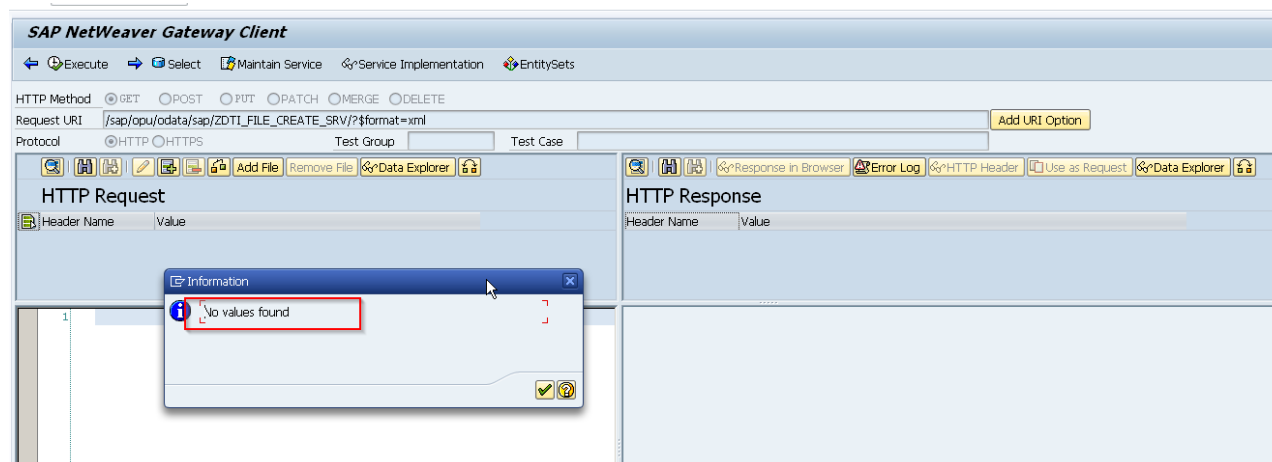 SAP NetWeaver Gateway Client
Execute Select Maintain Service Service Implementation EntitySets
HTTP Method GET POST PUT PATCH MERGE DELETE
Request URI /sap/opu/odata/sap/ZDTI_FILE_CREATE_SRV/?$format=xml Add URI Option
Protocol HTTP HTTPS Test Group Test Case
Add File Remove File Data Explorer
Response in Browser Error Log HTTP Header Use as Request Data Explorer
HTTP Request
HTTP Response
Header Name Value
Header Name Value
Information
No values found
1